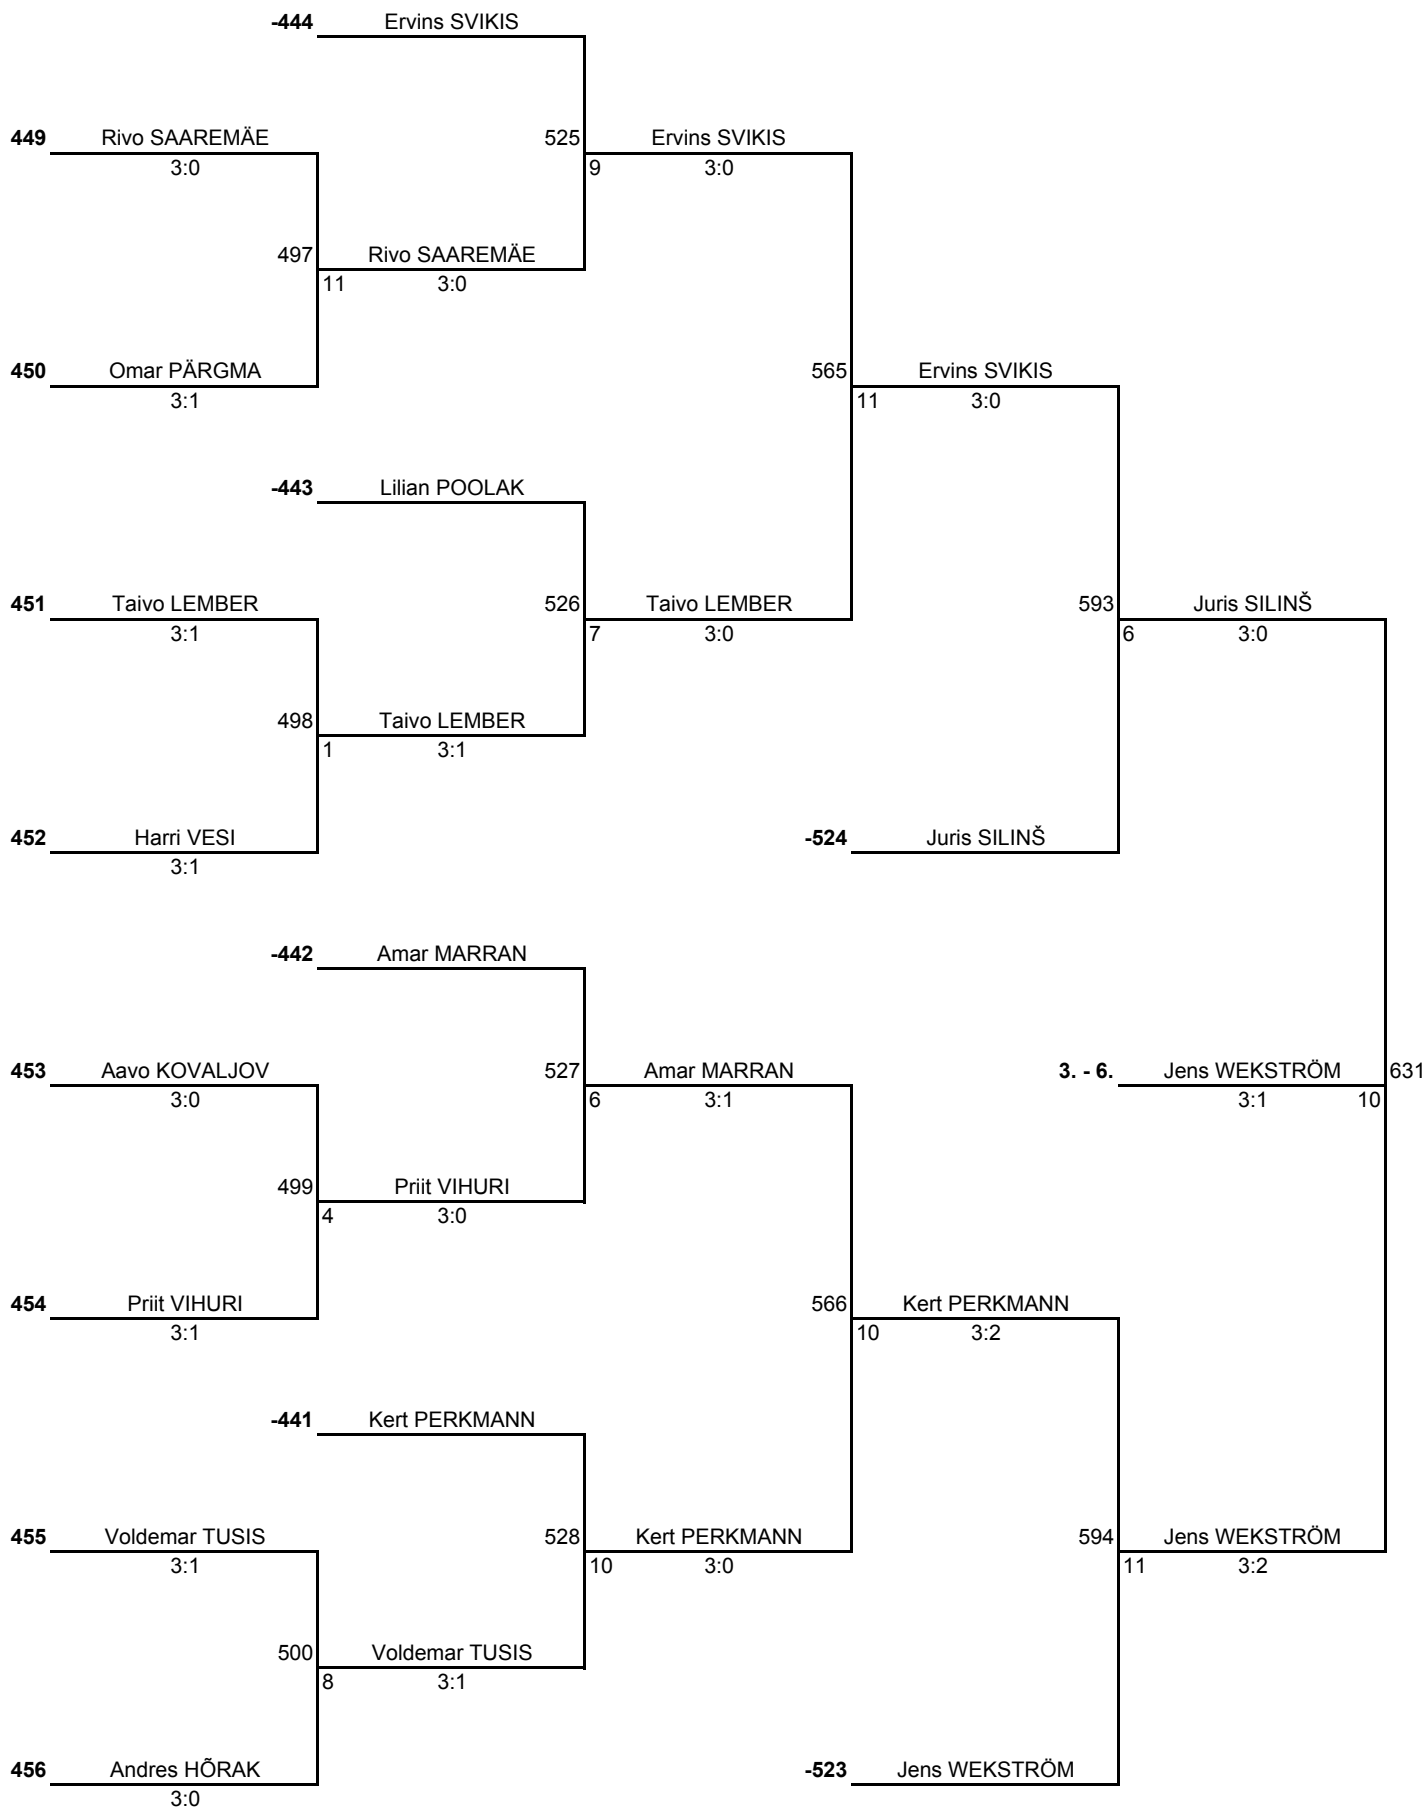 -444 Ervins SVIKIS
449 Rivo SAAREMÄE 525 Ervins SVIKIS
3:0 9 3:0
497 Rivo SAAREMÄE
11 3:0
450 Omar PÄRGMA 565 Ervins SVIKIS
3:1 11 3:0
-443 Lilian POOLAK
451 Taivo LEMBER 526 Taivo LEMBER 593 Juris SILINŠ
3:1 7 3:0 6 3:0
498 Taivo LEMBER
1 3:1
452 Harri VESI -524 Juris SILINŠ
3:1
-442 Amar MARRAN
453 Aavo KOVALJOV 527 Amar MARRAN 3. - 6. Jens WEKSTRÖM 631
3:0 6 3:1 3:1 10
499 Priit VIHURI
4 3:0
454 Priit VIHURI 566 Kert PERKMANN
3:1 10 3:2
-441 Kert PERKMANN
455 Voldemar TUSIS 528 Kert PERKMANN 594 Jens WEKSTRÖM
3:1 10 3:0 11 3:2
500 Voldemar TUSIS
8 3:1
456 Andres HÕRAK -523 Jens WEKSTRÖM
3:0